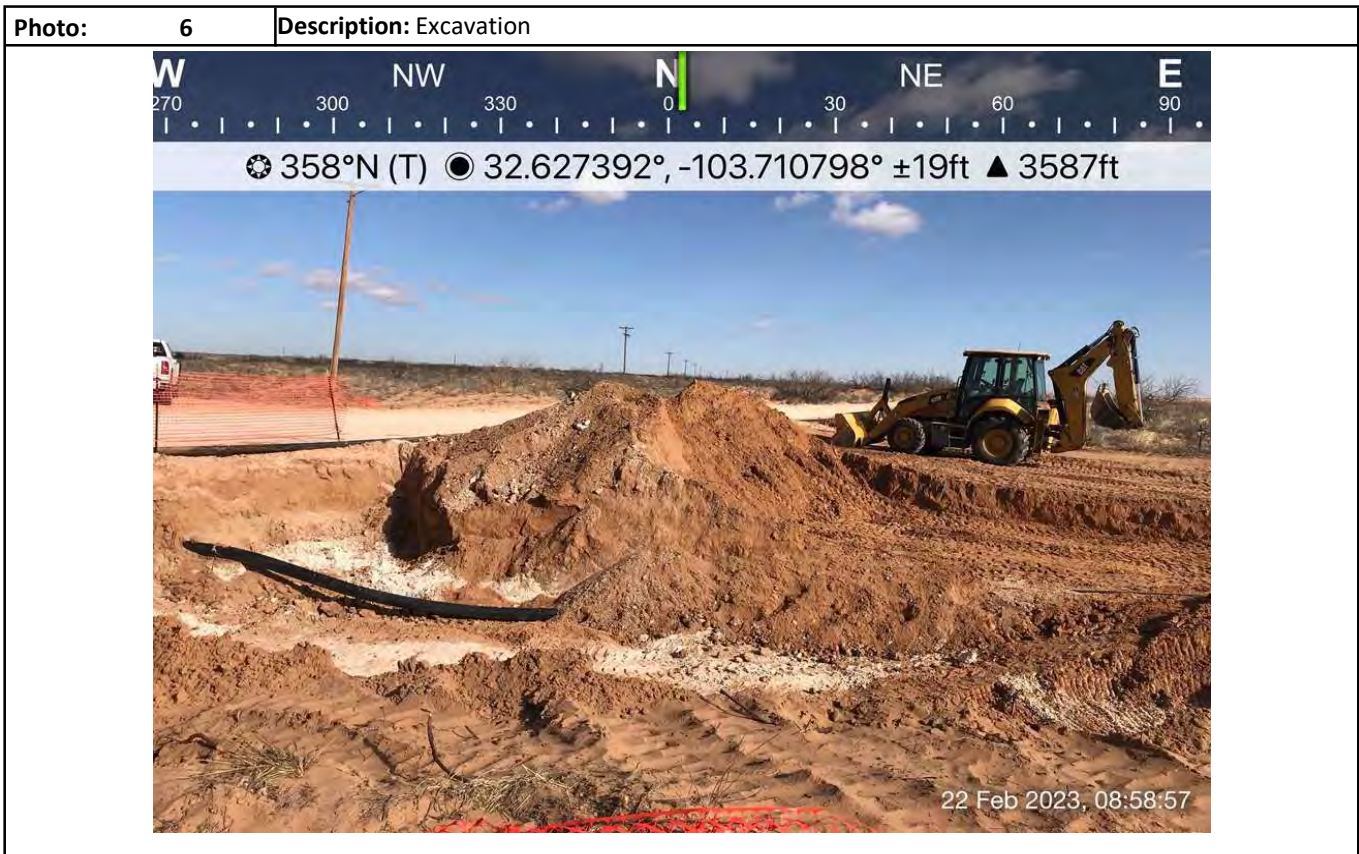 Photo: 6 Description: Excavation
W NW N NE E
270 300 330 0 30 60 90
358°N (T) 32.627392°, -103.710798° ±19ft ▲ 3587ft
CAT
22 Feb 2023, 08:58:57